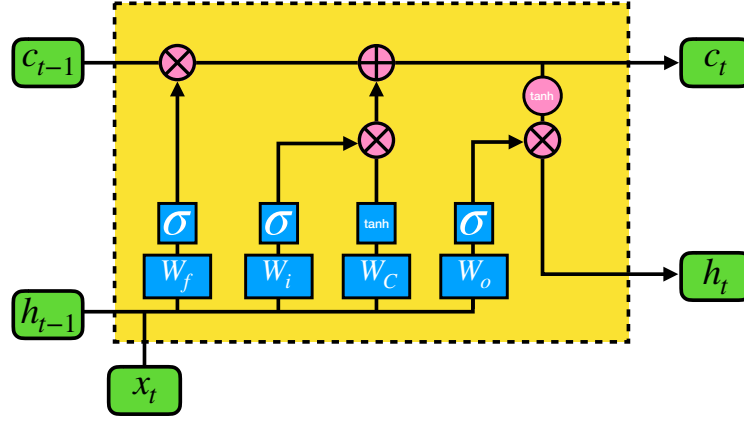 c_{t-1} c_t
tanh
σ σ tanh σ
W_f W_i W_C W_o
h_{t-1} h_t
x_t